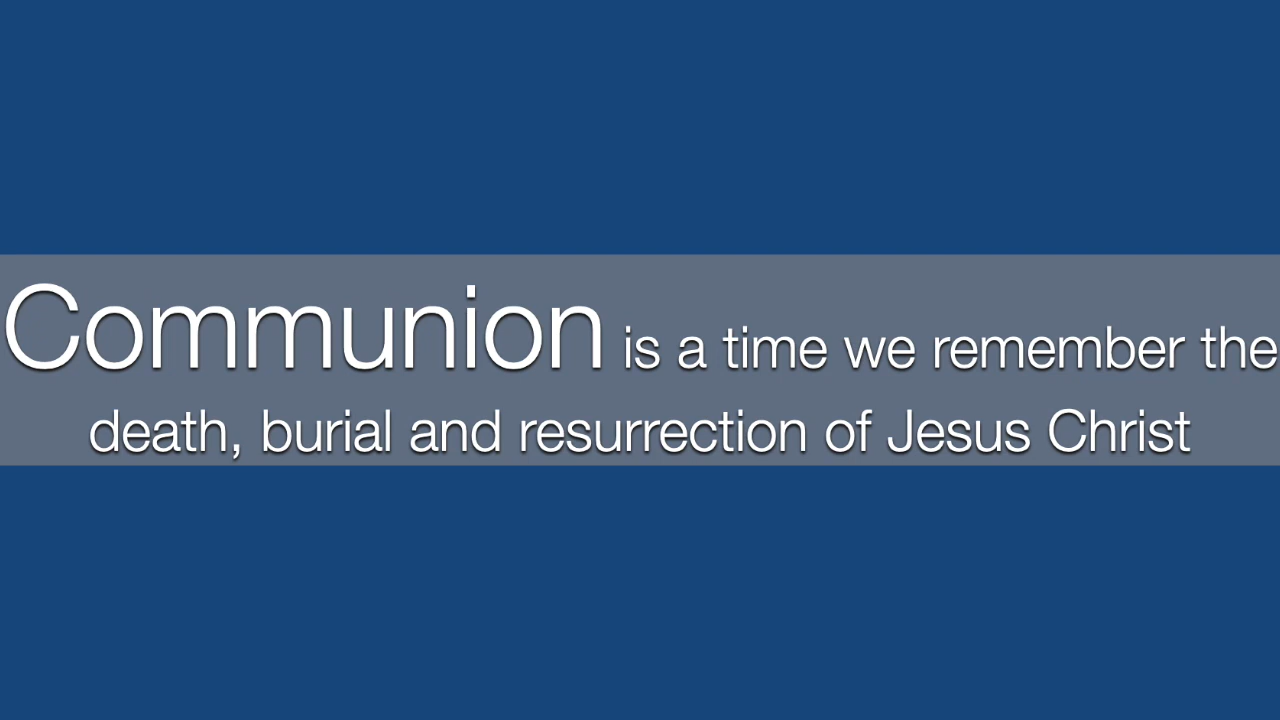 Communion is a time we remember the
death, burial and resurrection of Jesus Christ